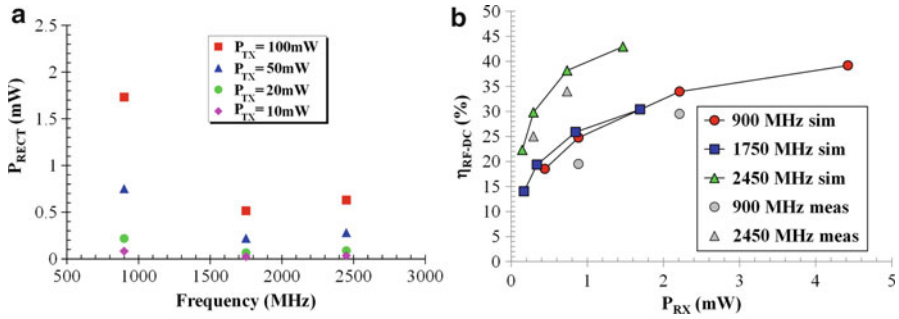 a
2.5
2
1.5
1
0.5
0
P_RECT (mW)
500 1000 1500 2000 2500 3000
Frequency (MHz)
P_TX= 100mW
P_TX= 50mW
P_TX= 20mW
P_TX= 10mW
b
50
45
40
35
30
25
20
15
10
5
0
η_RF-DC (%)
0 1 2 3 4 5
P_RX (mW)
900 MHz sim
1750 MHz sim
2450 MHz sim
900 MHz meas
2450 MHz meas